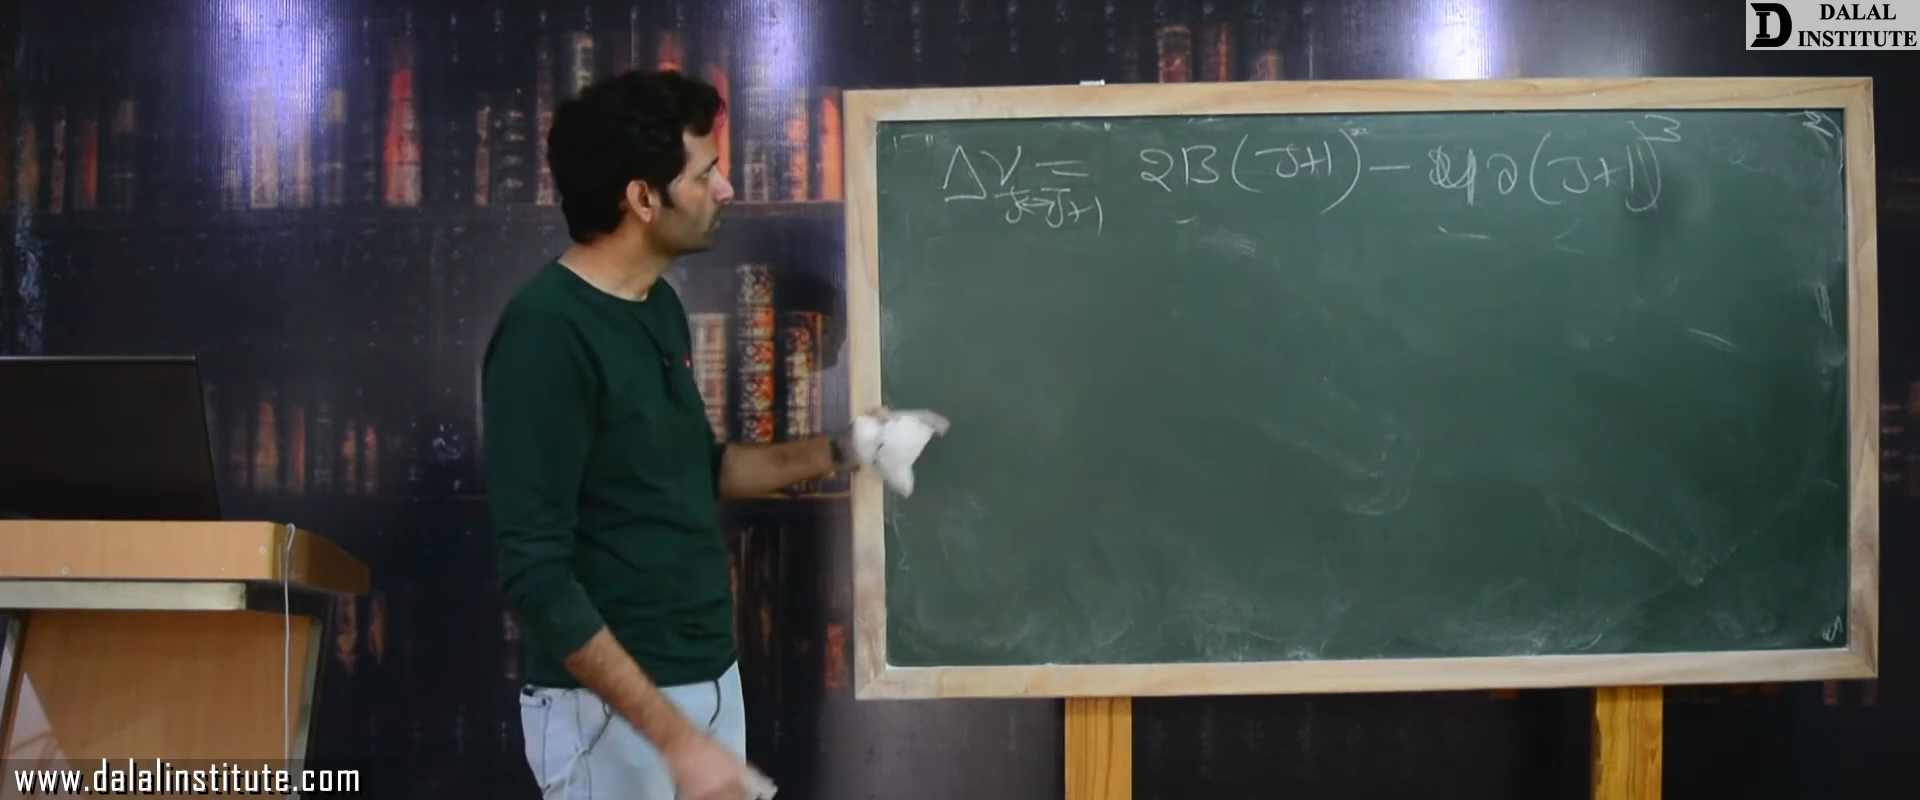 DALAL
INSTITUTE
Δν = 2B(J+1) - 4D(J+1)³
J↔J+1
www.dalalinstitute.com